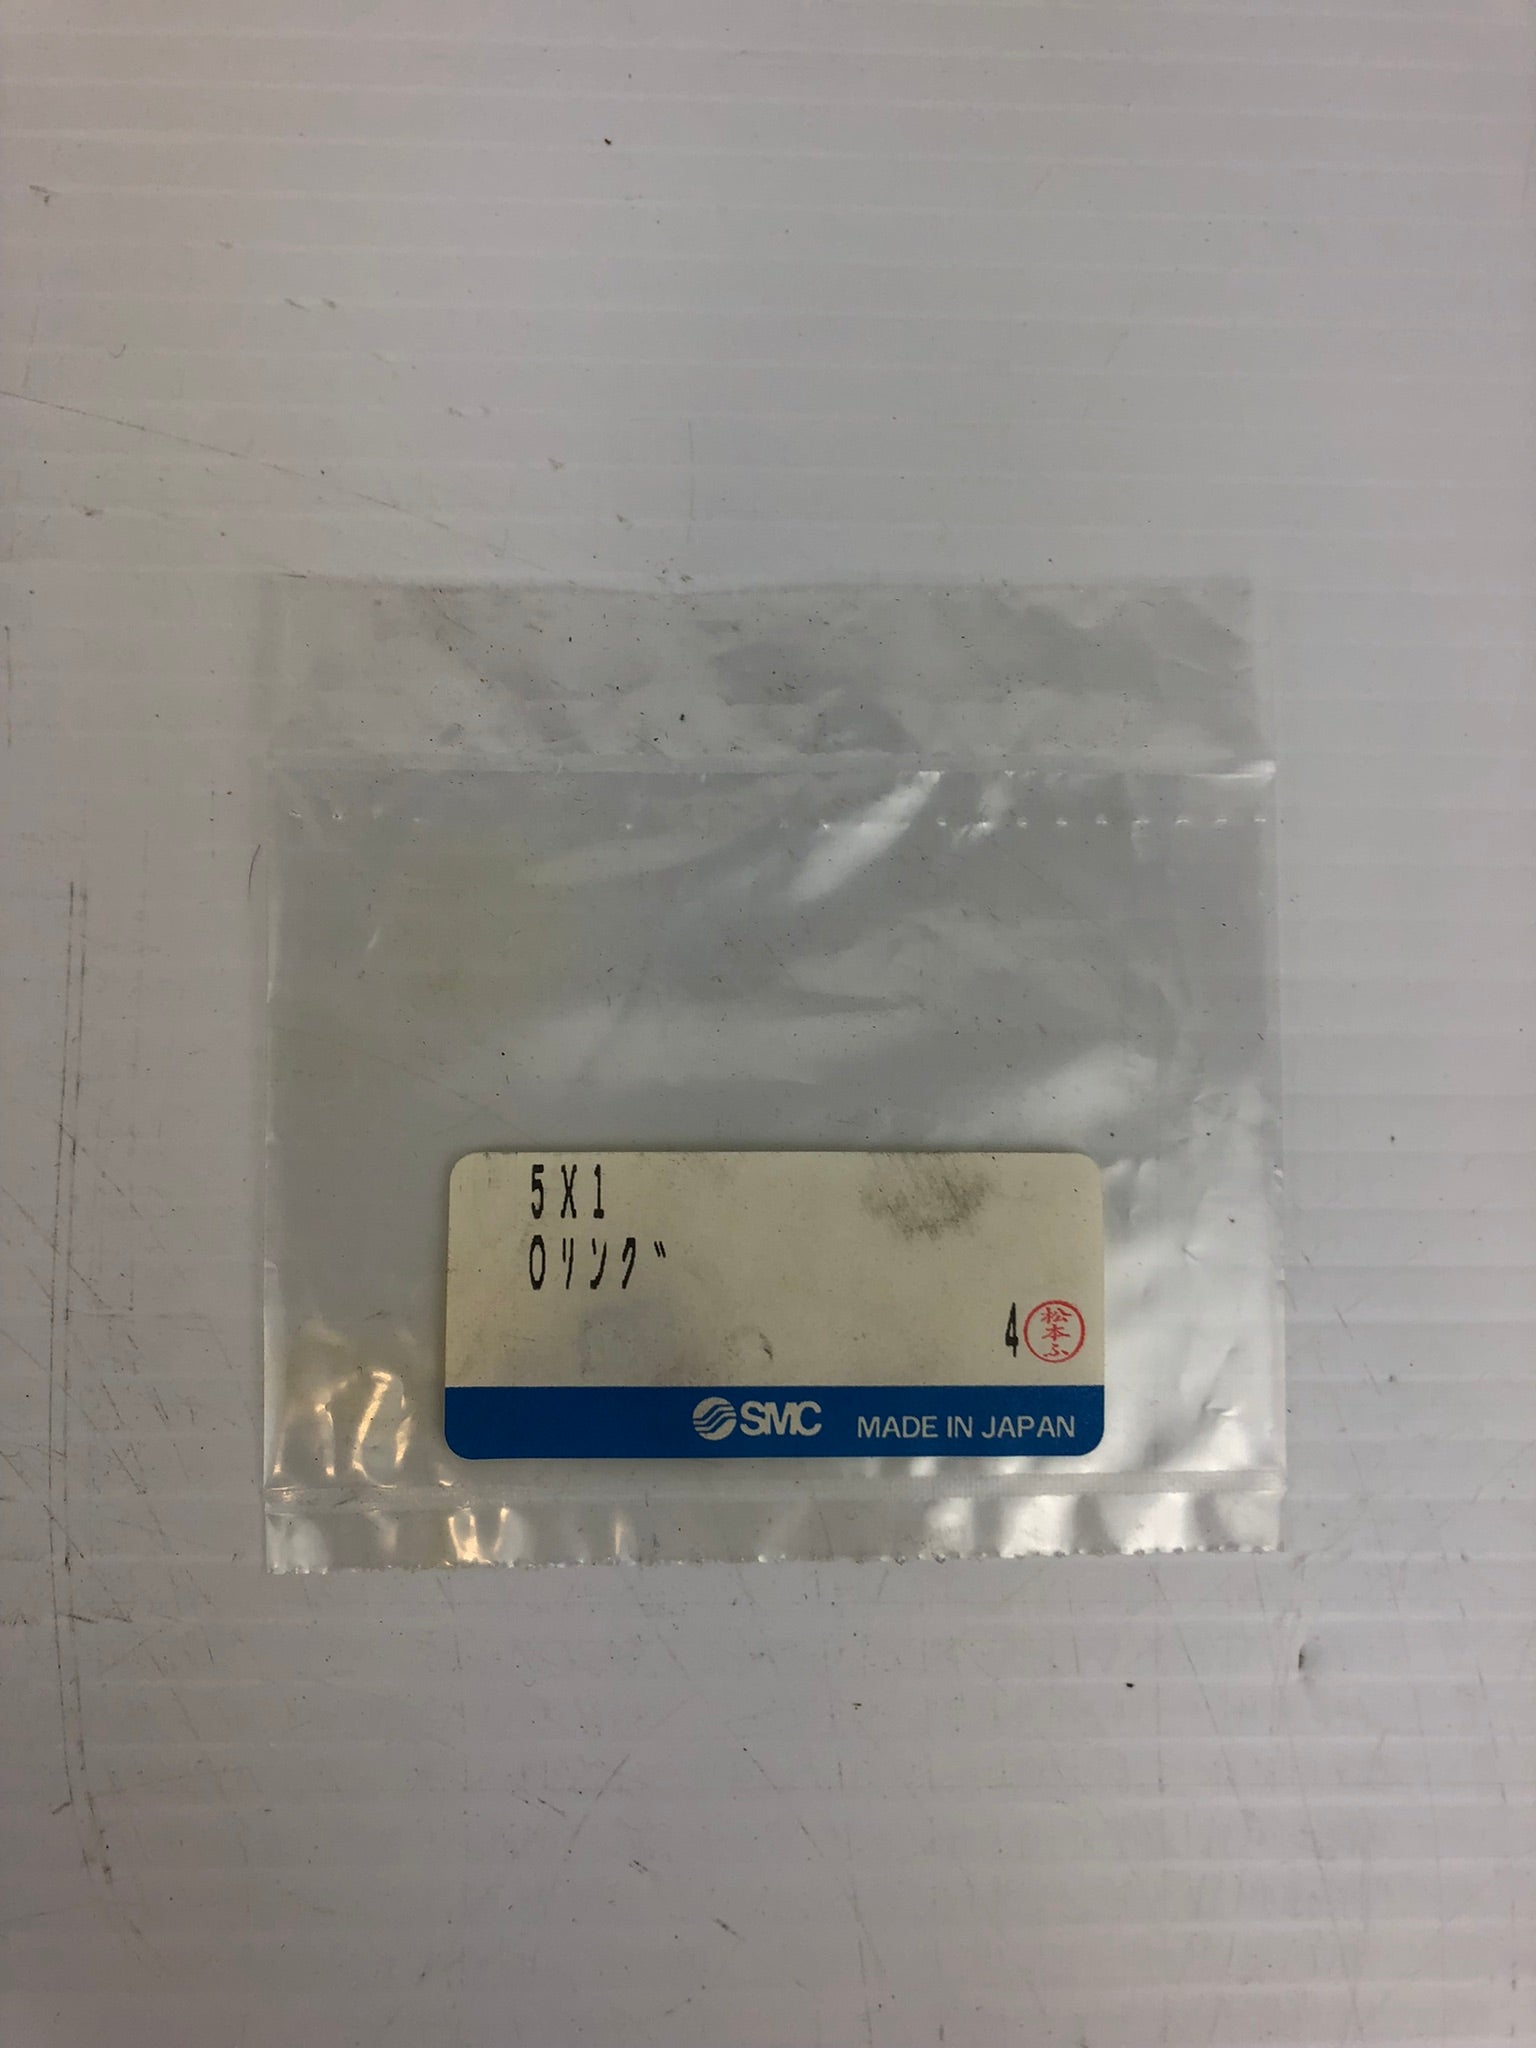 5X1
Oﾘﾝｸﾞ
4 松本ふ
SMC MADE IN JAPAN